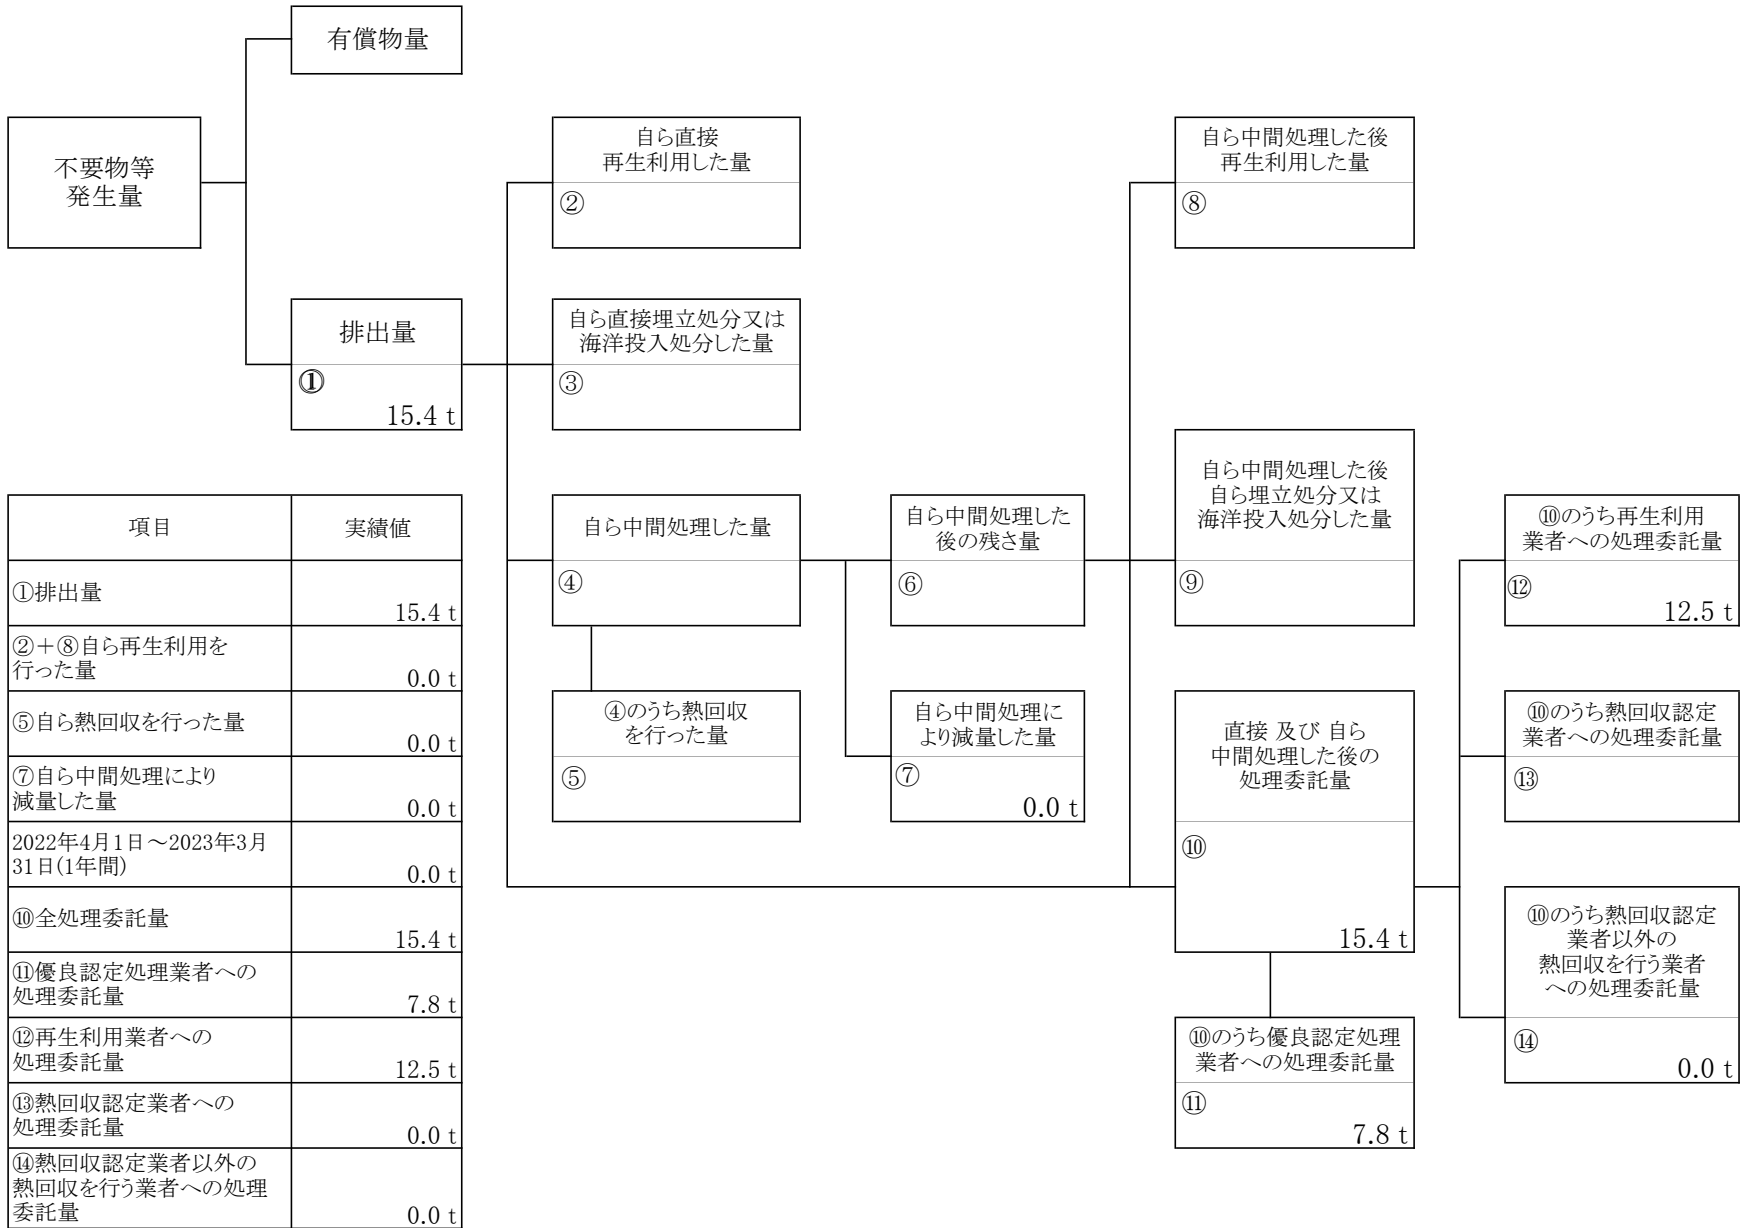 有償物量
不要物等
発生量
自ら直接
再生利用した量
②
自ら中間処理した後
再生利用した量
⑧
排出量
①
15.4 t
自ら直接埋立処分又は
海洋投入処分した量
③
自ら中間処理した量
④
自ら中間処理した
後の残さ量
⑥
自ら中間処理した後
自ら埋立処分又は
海洋投入処分した量
⑨
⑩のうち再生利用
業者への処理委託量
⑫
12.5 t
④のうち熱回収
を行った量
⑤
自ら中間処理に
より減量した量
⑦
0.0 t
直接 及び 自ら
中間処理した後の
処理委託量
⑩
15.4 t
⑩のうち熱回収認定
業者への処理委託量
⑬
⑩のうち熱回収認定
業者以外の
熱回収を行う業者
への処理委託量
⑭
0.0 t
⑩のうち優良認定処理
業者への処理委託量
⑪
7.8 t
項目 実績値
①排出量
15.4 t
②＋⑧自ら再生利用を
行った量
0.0 t
⑤自ら熱回収を行った量
0.0 t
⑦自ら中間処理により
減量した量
0.0 t
2022年4月1日～2023年3月
31日(1年間)
0.0 t
⑩全処理委託量
15.4 t
⑪優良認定処理業者への
処理委託量
7.8 t
⑫再生利用業者への
処理委託量
12.5 t
⑬熱回収認定業者への
処理委託量
0.0 t
⑭熱回収認定業者以外の
熱回収を行う業者への処理
委託量
0.0 t